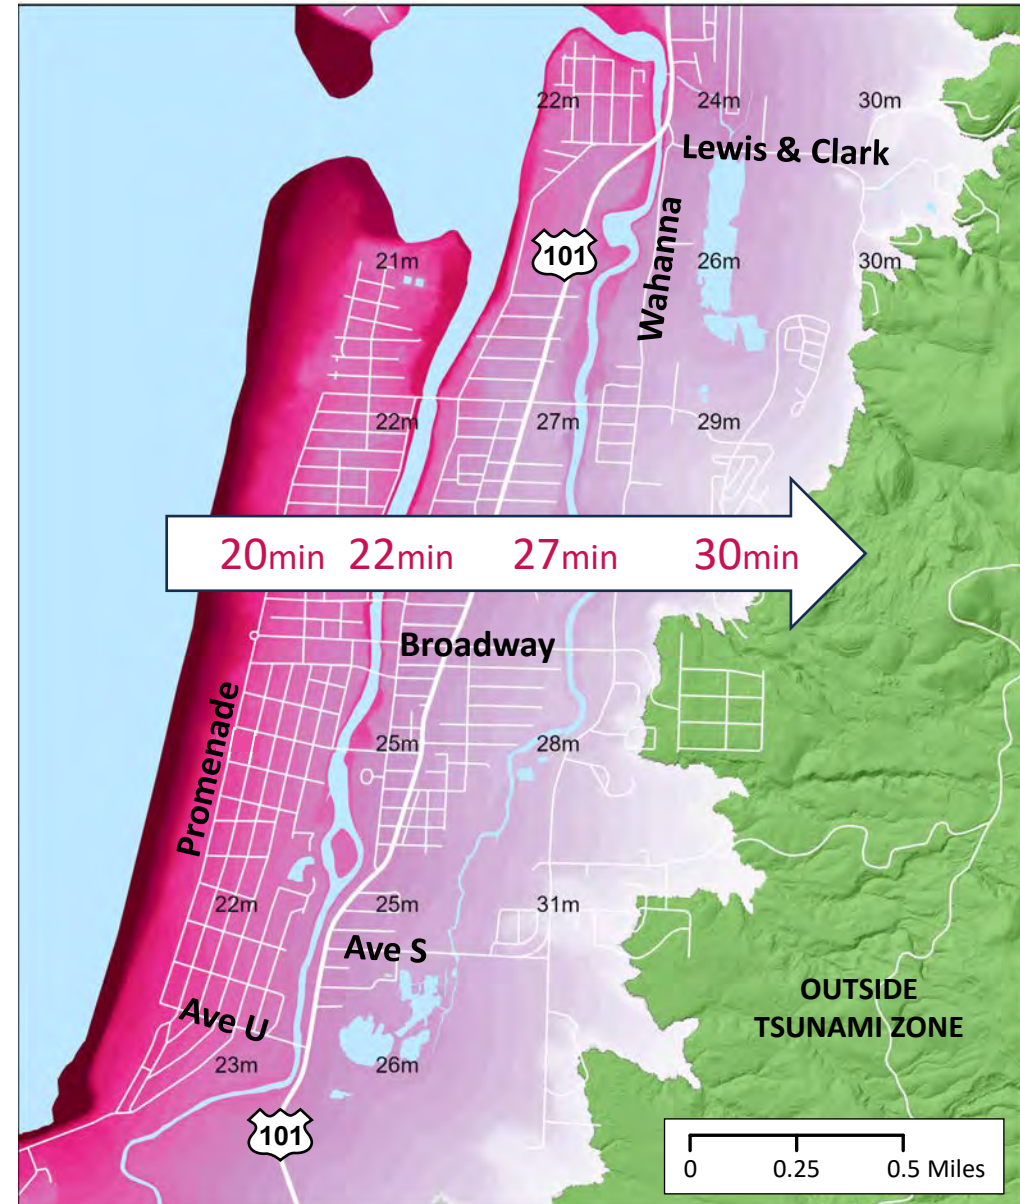 22m
24m
30m
Lewis & Clark
Wahanna
101
21m
26m
30m
22m
27m
29m
20min 22min 27min 30min
Broadway
Promenade
25m
28m
22m
25m
31m
Ave S
Ave U
OUTSIDE
TSUNAMI ZONE
23m
26m
101
0 0.25 0.5 Miles